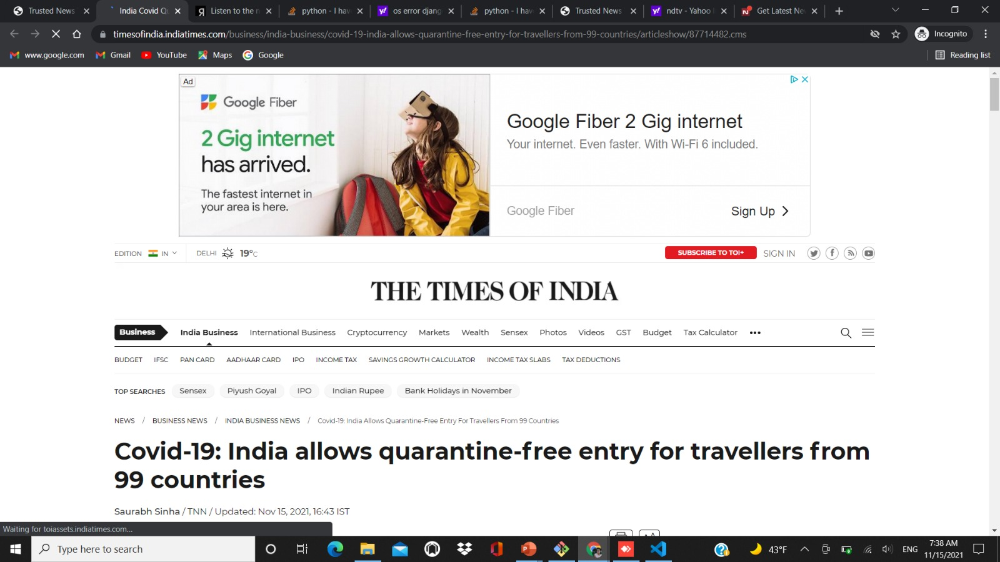 Trusted News
India Covid Q
Listen to the n
python - I hav
os error djang
python - I hav
Trusted News
ndtv - Yahoo
Get Latest Ne
timesofindia.indiatimes.com/business/india-business/covid-19-india-allows-quarantine-free-entry-for-travellers-from-99-countries/articleshow/87714482.cms
Incognito
www.google.com Gmail YouTube Maps Google Reading list
Ad
Google Fiber
2 Gig internet
has arrived.
The fastest internet in
your area is here.
Google Fiber 2 Gig internet
Your internet. Even faster. With Wi-Fi 6 included.
Google Fiber Sign Up
EDITION IN DELHI 19°C SUBSCRIBE TO TOI+ SIGN IN
THE TIMES OF INDIA
Business India Business International Business Cryptocurrency Markets Wealth Sensex Photos Videos GST Budget Tax Calculator •••
BUDGET IFSC PAN CARD AADHAAR CARD IPO INCOME TAX SAVINGS GROWTH CALCULATOR INCOME TAX SLABS TAX DEDUCTIONS
TOP SEARCHES Sensex Piyush Goyal IPO Indian Rupee Bank Holidays in November
NEWS / BUSINESS NEWS / INDIA BUSINESS NEWS / Covid-19: India Allows Quarantine-Free Entry For Travellers From 99 Countries
Covid-19: India allows quarantine-free entry for travellers from
99 countries
Saurabh Sinha / TNN / Updated: Nov 15, 2021, 16:43 IST
Waiting for toiassets.indiatimes.com...
Type here to search
43°F
ENG
7:38 AM
11/15/2021